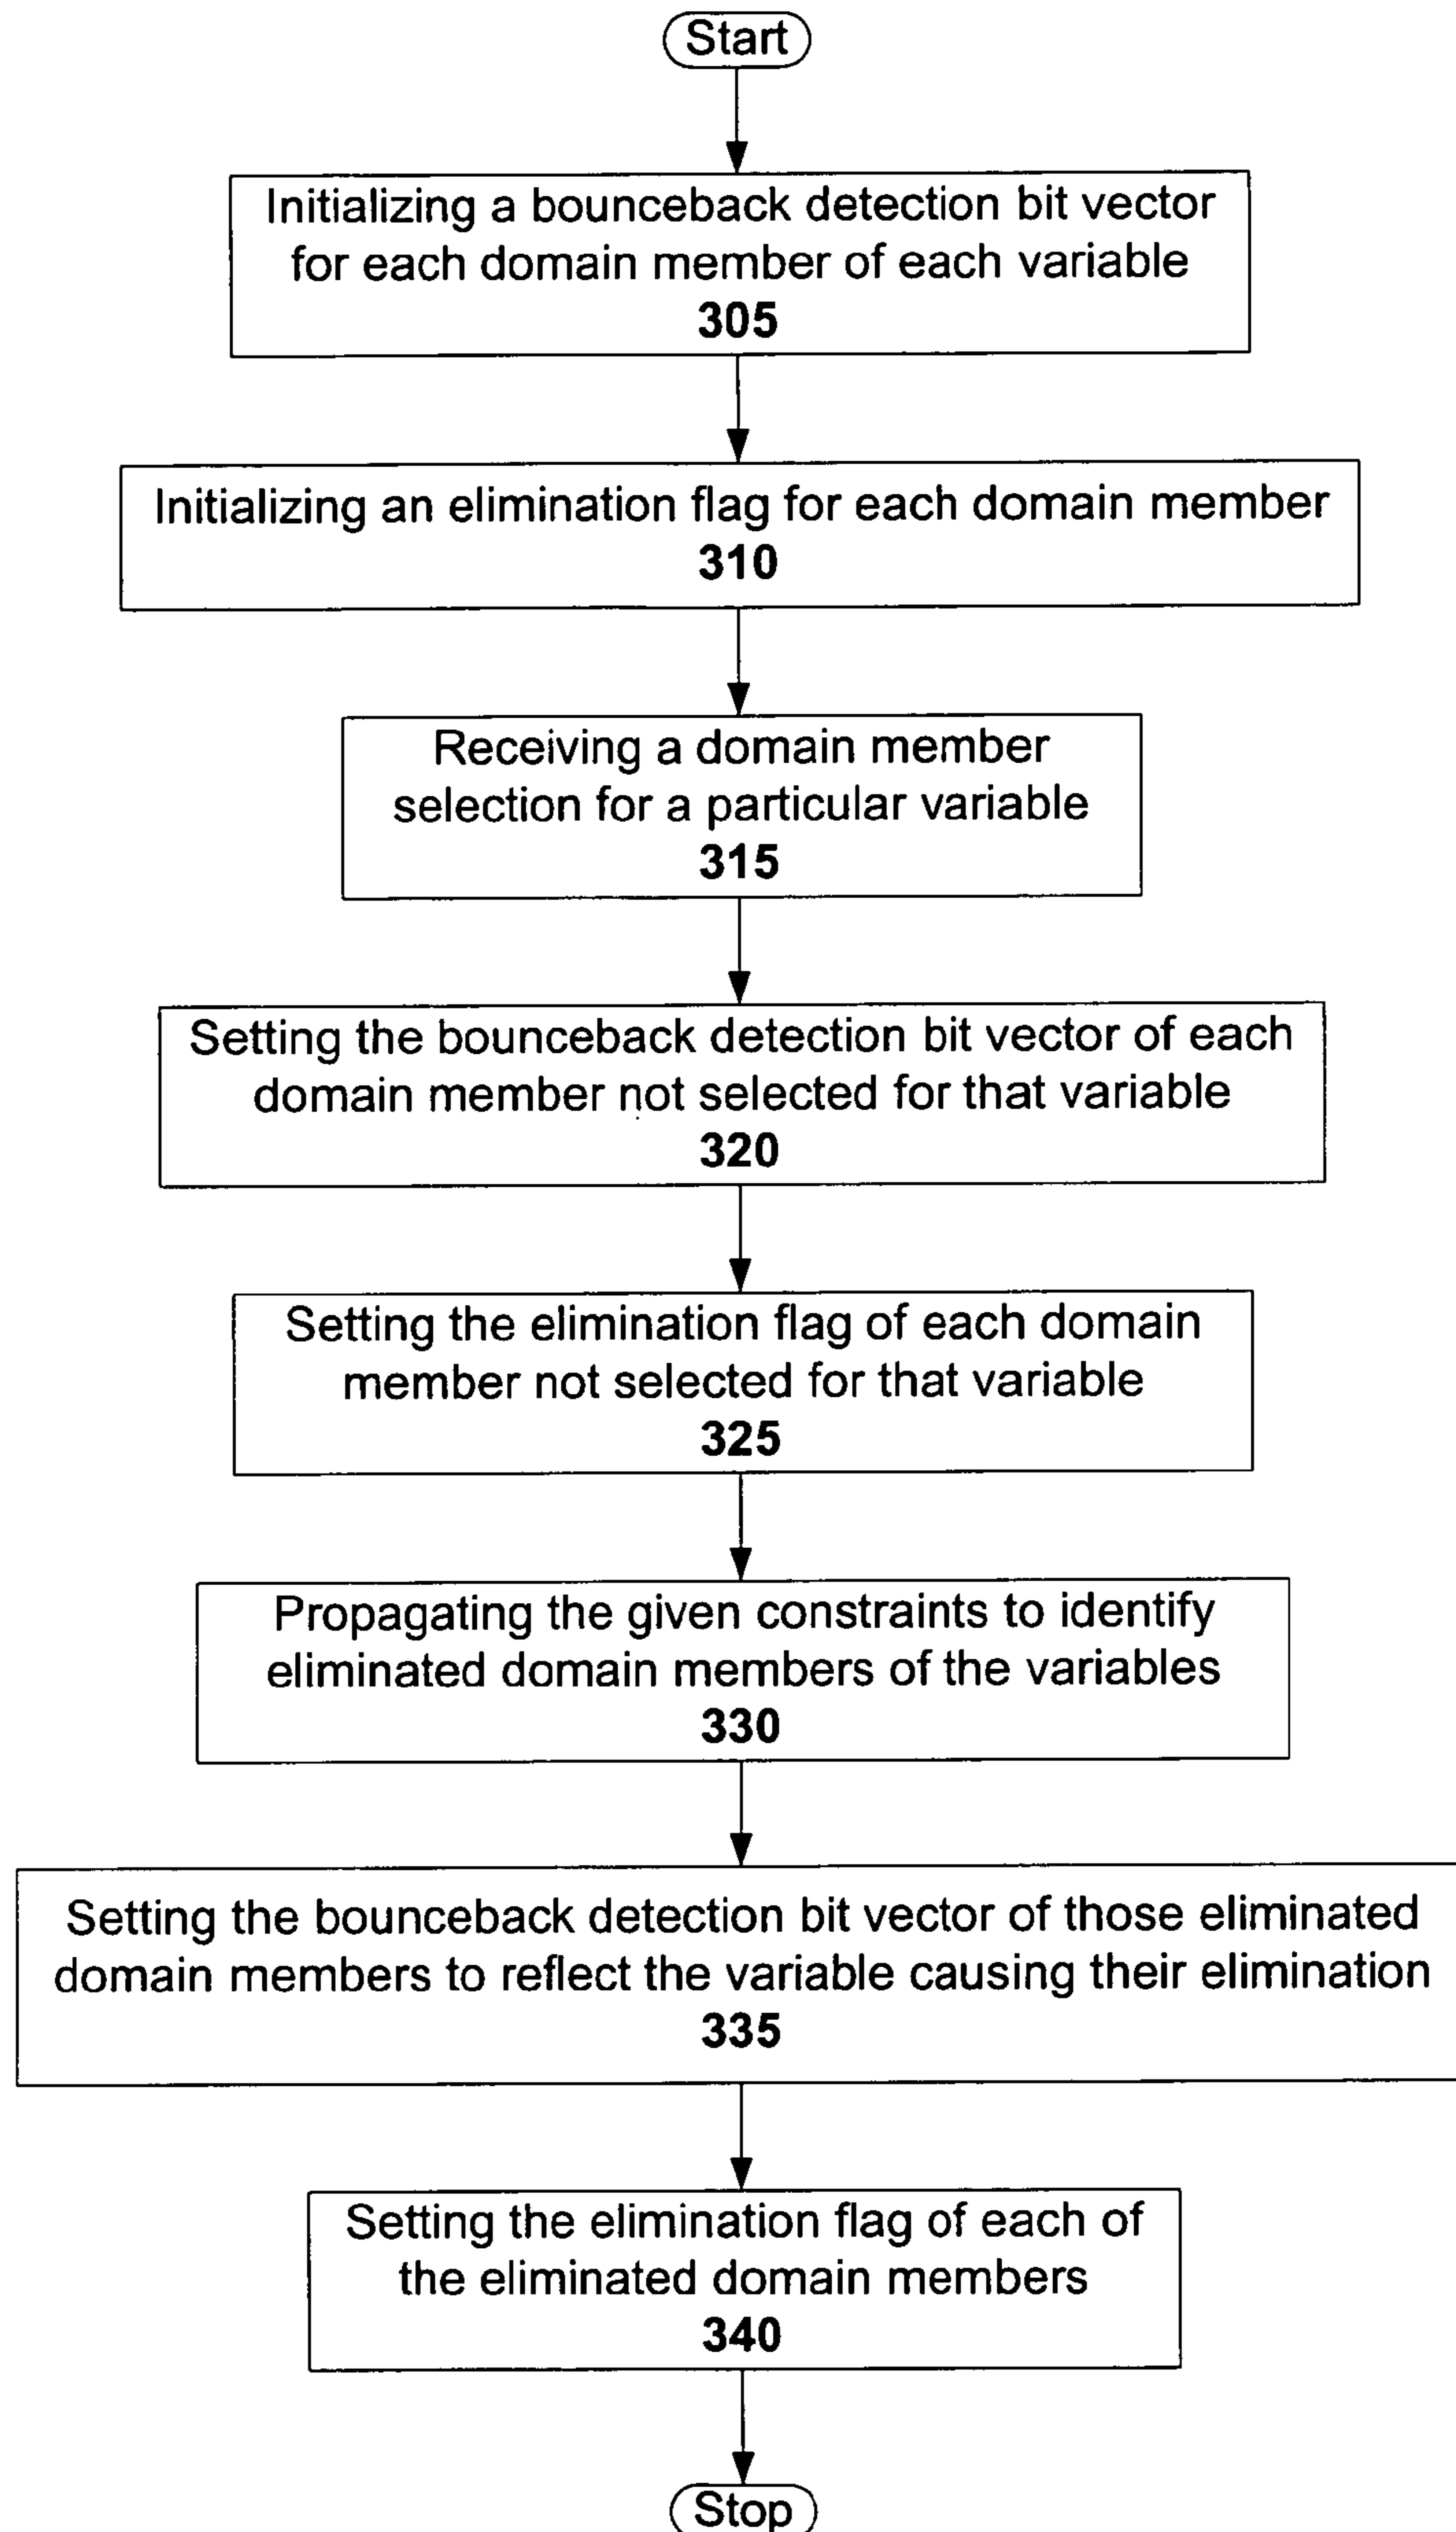 Start
Initializing a bounceback detection bit vector
for each domain member of each variable
305
Initializing an elimination flag for each domain member
310
Receiving a domain member
selection for a particular variable
315
Setting the bounceback detection bit vector of each
domain member not selected for that variable
320
Setting the elimination flag of each domain
member not selected for that variable
325
Propagating the given constraints to identify
eliminated domain members of the variables
330
Setting the bounceback detection bit vector of those eliminated
domain members to reflect the variable causing their elimination
335
Setting the elimination flag of each of
the eliminated domain members
340
Stop